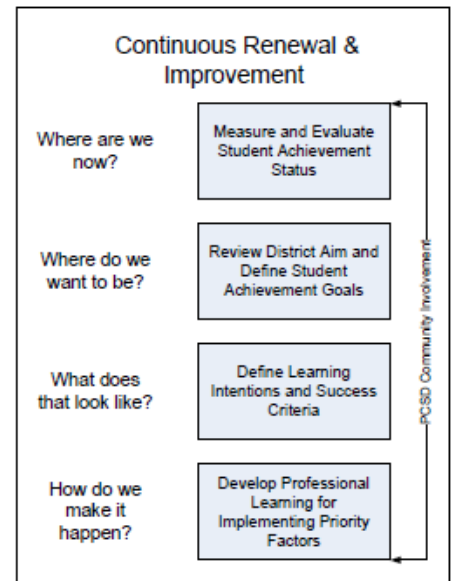 Continuous Renewal &
Improvement
Where are we
now?
Measure and Evaluate
Student Achievement
Status
Where do we
want to be?
Review District Aim and
Define Student
Achievement Goals
What does
that look like?
Define Learning
Intentions and Success
Criteria
How do we
make it
happen?
Develop Professional
Learning for
Implementing Priority
Factors
PCSD Community Involvement